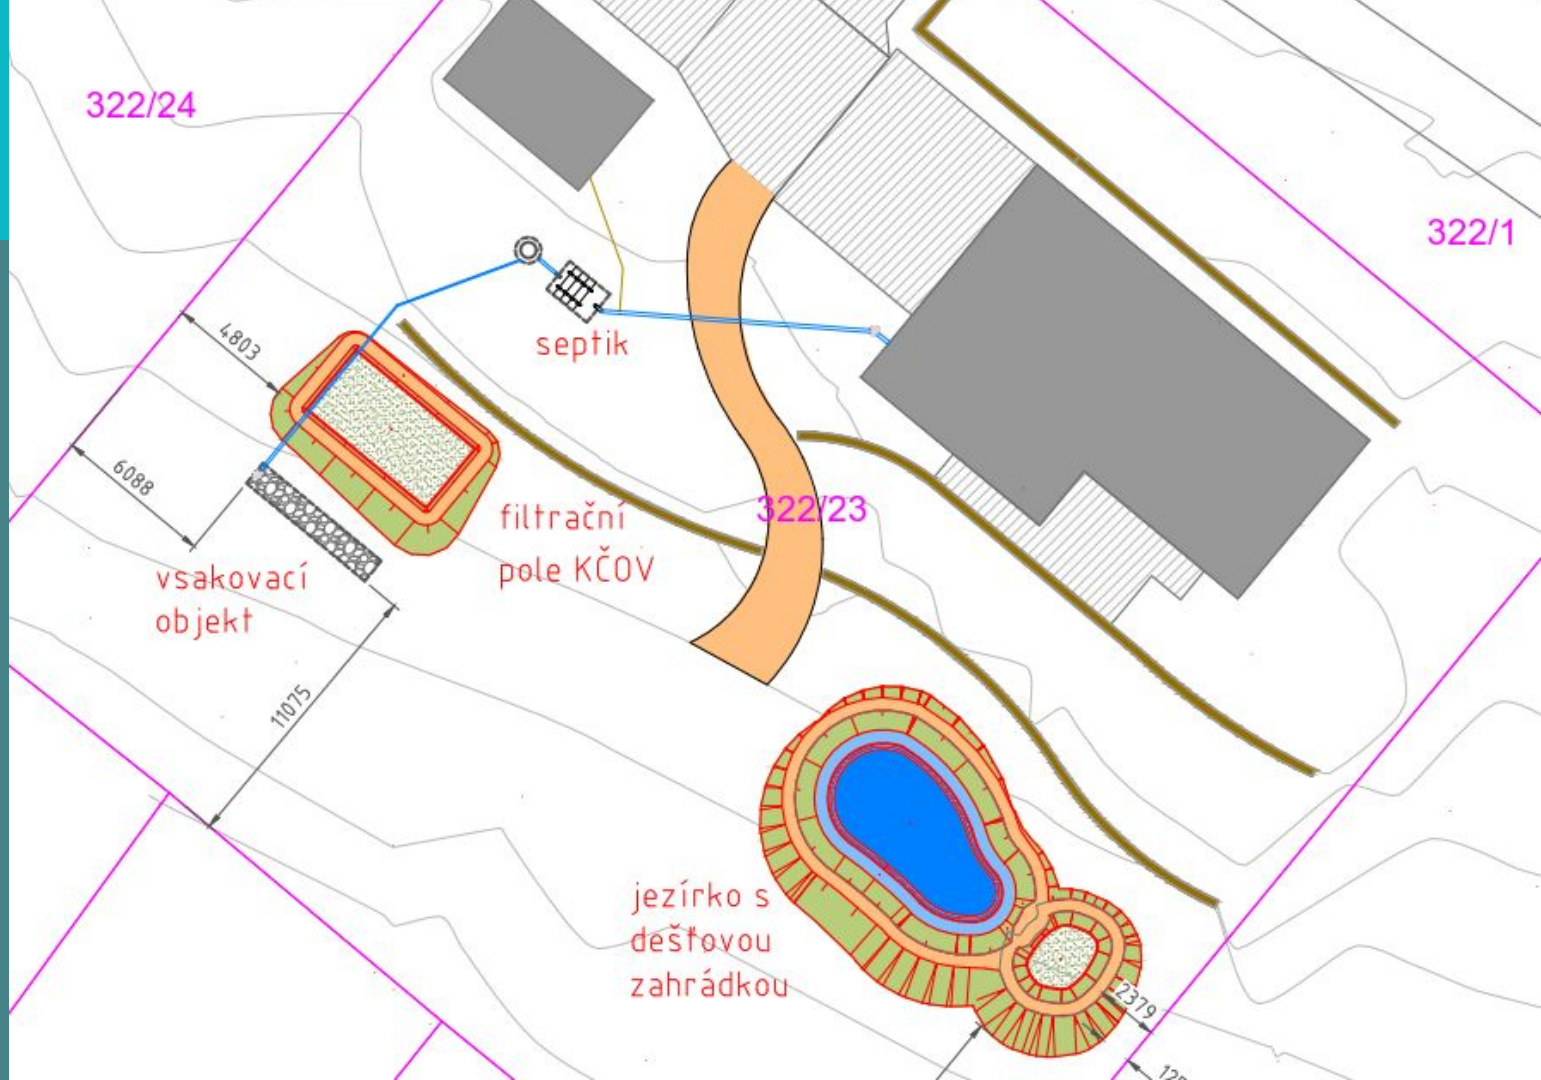 322/24
322/1
4803
septik
6088
322/23
filtrační
pole KČOV
vsakovací
objekt
11075
jezírko s
dešťovou
zahrádkou
2379